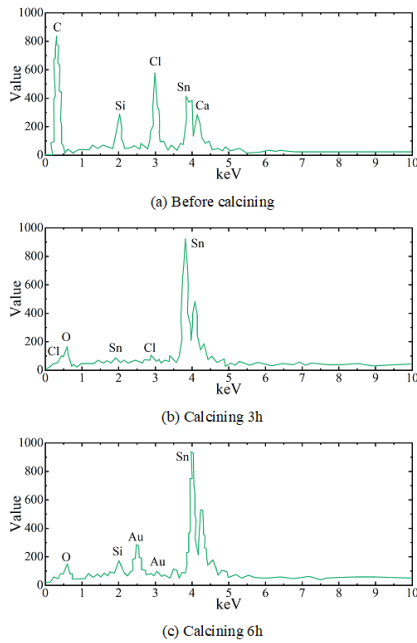 1000
800
600
400
200
0
Value
C
Si
Cl
Sn
Ca
0 1 2 3 4 5 6 7 8 9 10
keV
(a) Before calcining
1000
800
600
400
200
0
Value
Cl
O
Sn
Cl
Sn
0 1 2 3 4 5 6 7 8 9 10
keV
(b) Calcining 3h
1000
800
600
400
200
0
Value
O
Si
Au
Au
Sn
0 1 2 3 4 5 6 7 8 9 10
keV
(c) Calcining 6h